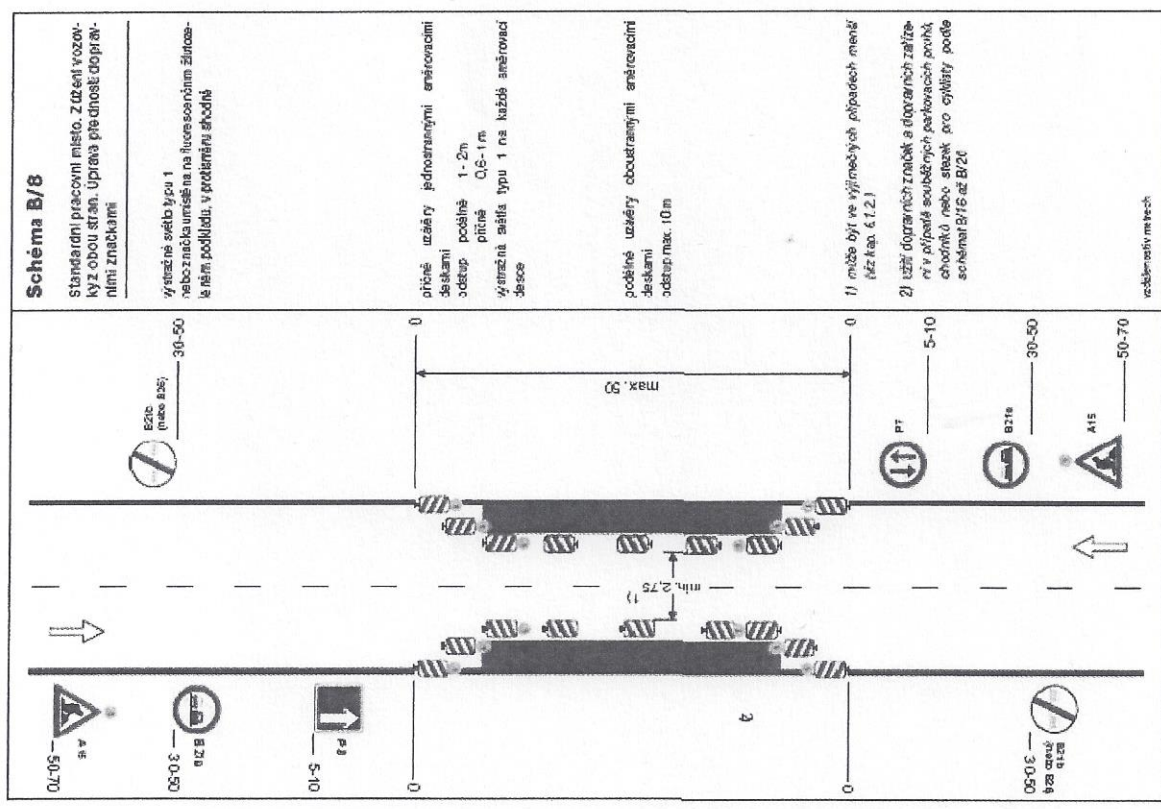 Schéma B/8
Standardní pracovní místo. Zúžení vozov-
ky z obou stran. Úprava přednosti doprav-
ními značkami
výstražné světlo typu 1
nebo značka umístěna na fluorescenčním žlutoze-
leném podkladu, v protisměru shodně
příčné uzávěry jednostrannými směrovacími
deskami
odstup podélně 1 - 2m
příčně 0,6 - 1 m
výstražná světla typu 1 na každé směrovací
desce
podélné uzávěry oboustrannými směrovacími
deskami
odstup max. 10 m
1) může být ve výjimečných případech menší
(viz kap. 6.1.2.)
2) užití dopravních značek a dopravních zaříze-
ní v případě souběžných parkovacích pruhů,
chodníků nebo stezek pro cyklisty podle
schémat B/16 až B/20
vzdálenosti v metrech
B21b
(nebo B26)
30-50
0
max. 50
0
P7
5-10
B21a
30-50
A15
50-70
min. 2,75
1)
A15
50-70
B21a
30-50
P8
5-10
0
2)
0
B21b
(nebo B26)
30-50